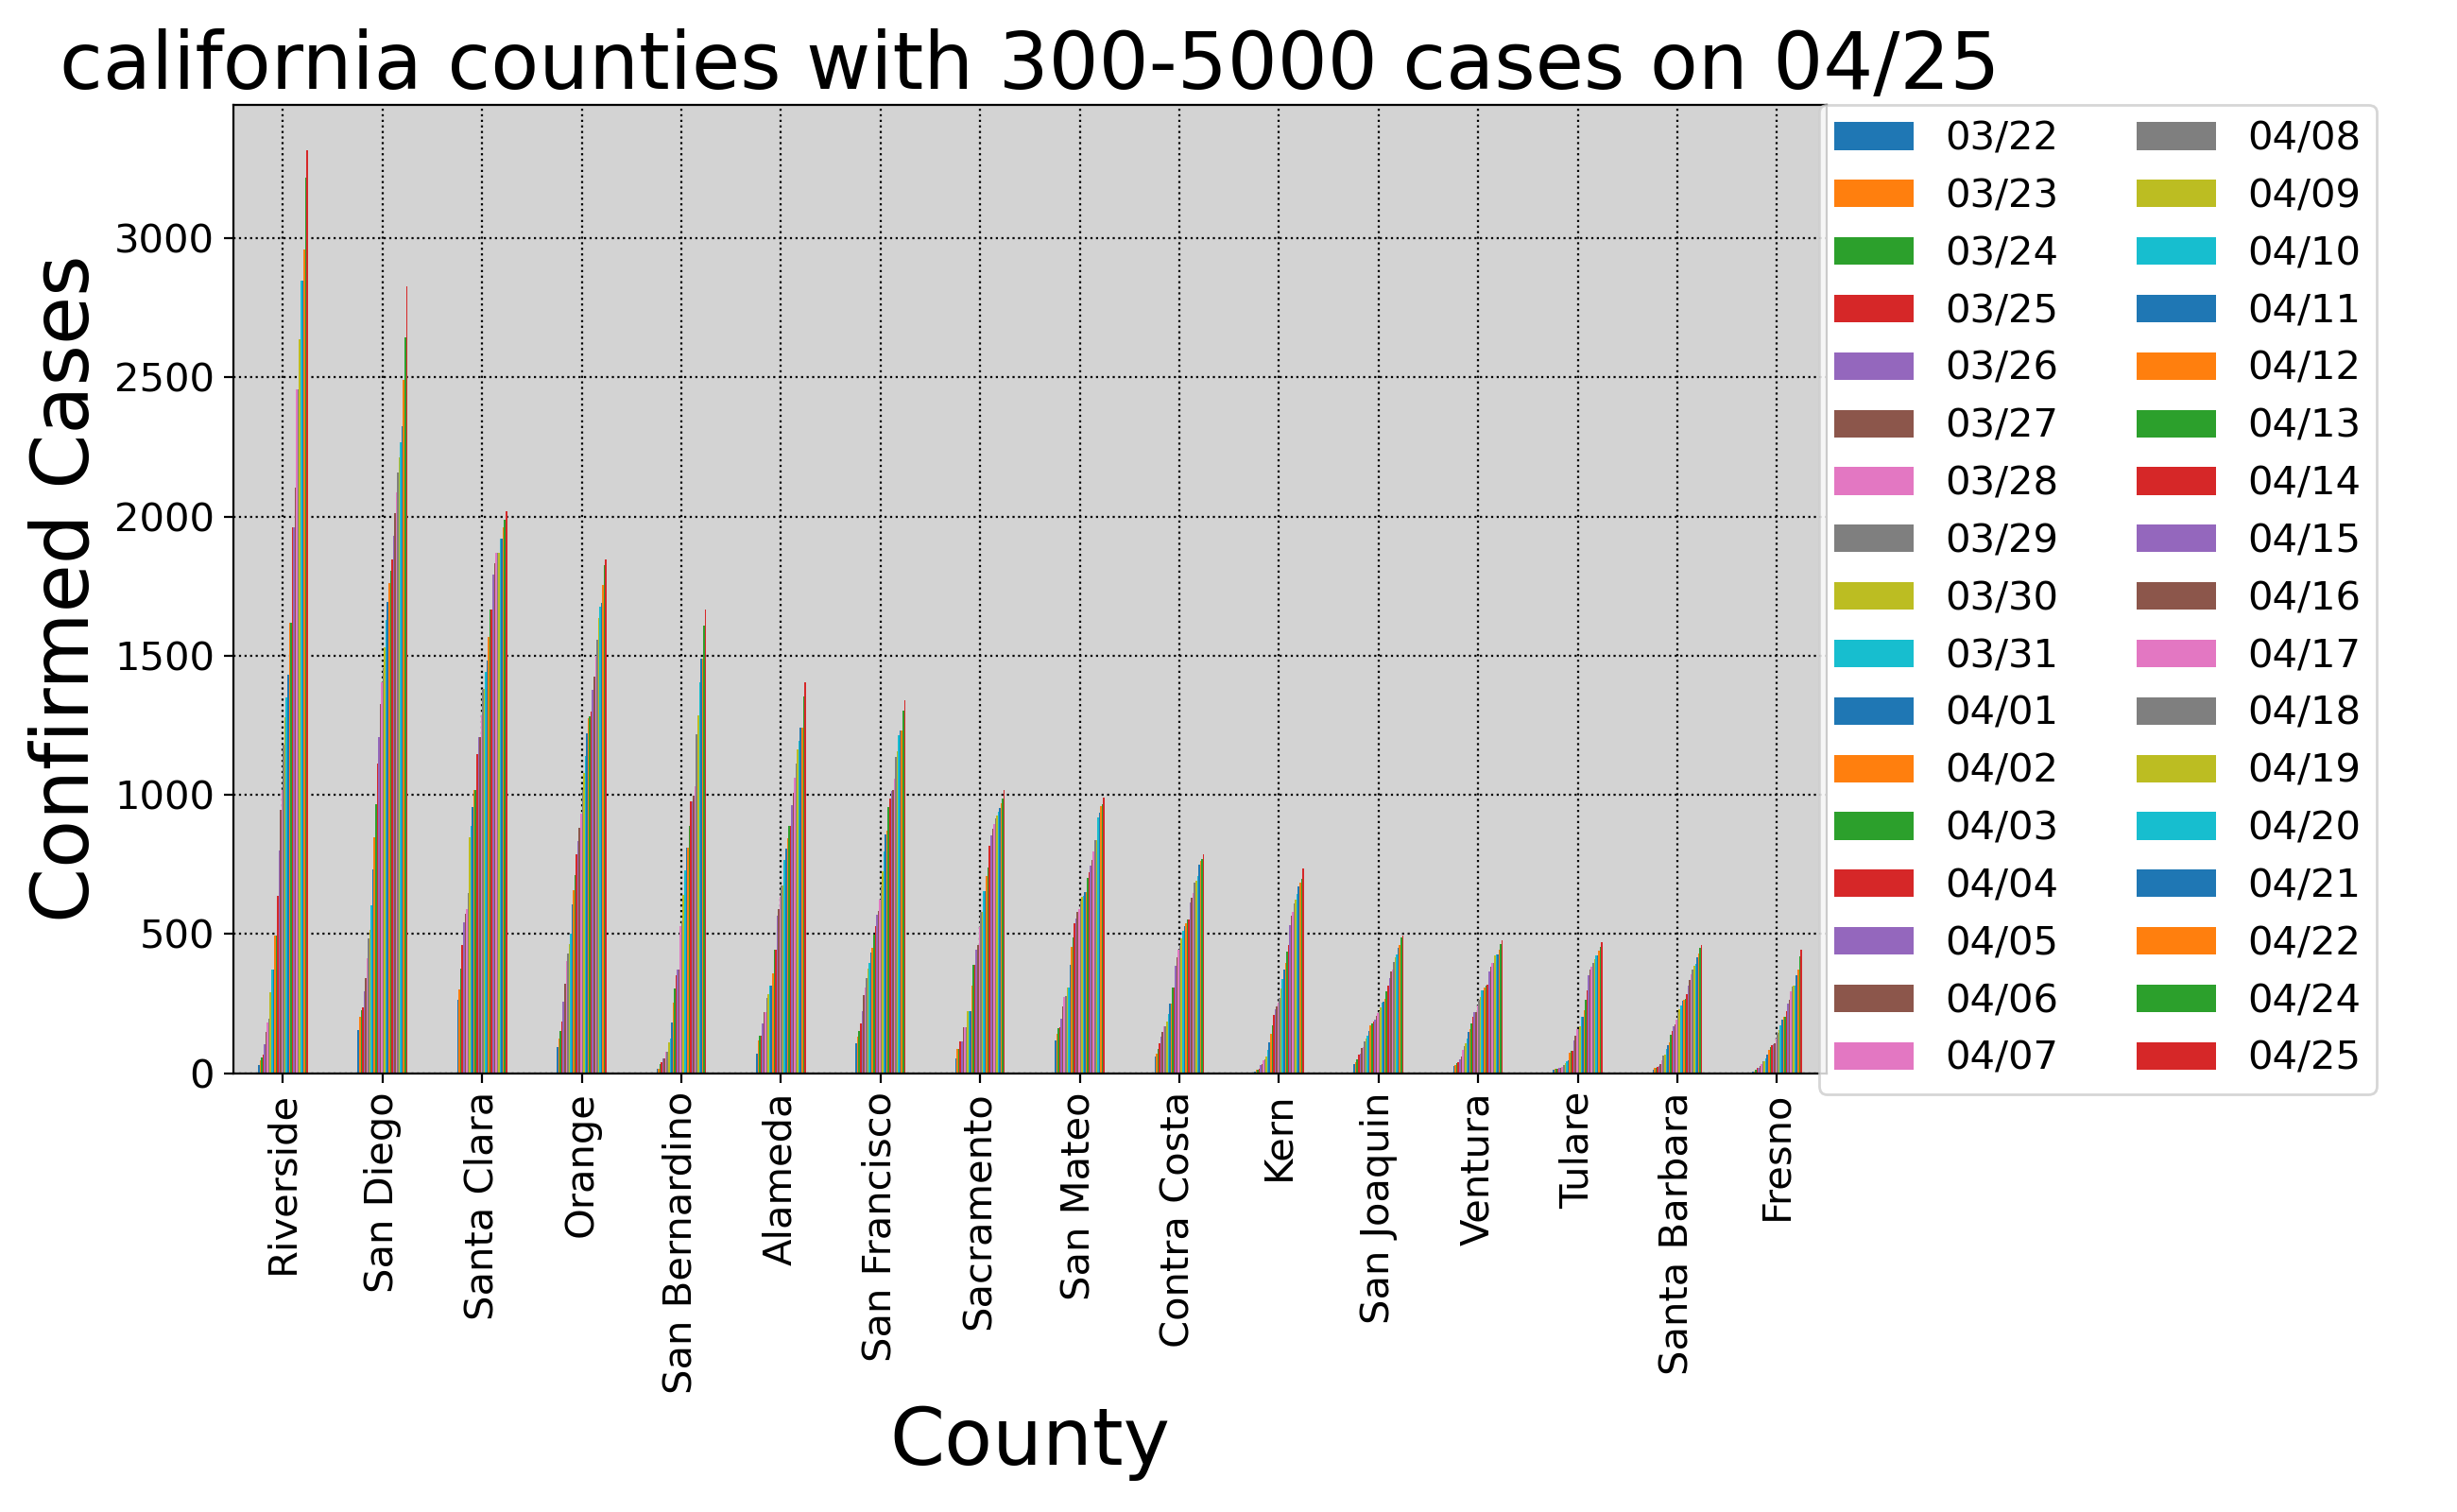 california counties with 300-5000 cases on 04/25
Confirmed Cases
3000
2500
2000
1500
1000
500
0
03/22 04/08
03/23 04/09
03/24 04/10
03/25 04/11
03/26 04/12
03/27 04/13
03/28 04/14
03/29 04/15
03/30 04/16
03/31 04/17
04/01 04/18
04/02 04/19
04/03 04/20
04/04 04/21
04/05 04/22
04/06 04/24
04/07 04/25
Riverside
San Diego
Santa Clara
Orange
San Bernardino
Alameda
San Francisco
Sacramento
San Mateo
Contra Costa
Kern
San Joaquin
Ventura
Tulare
Santa Barbara
Fresno
County